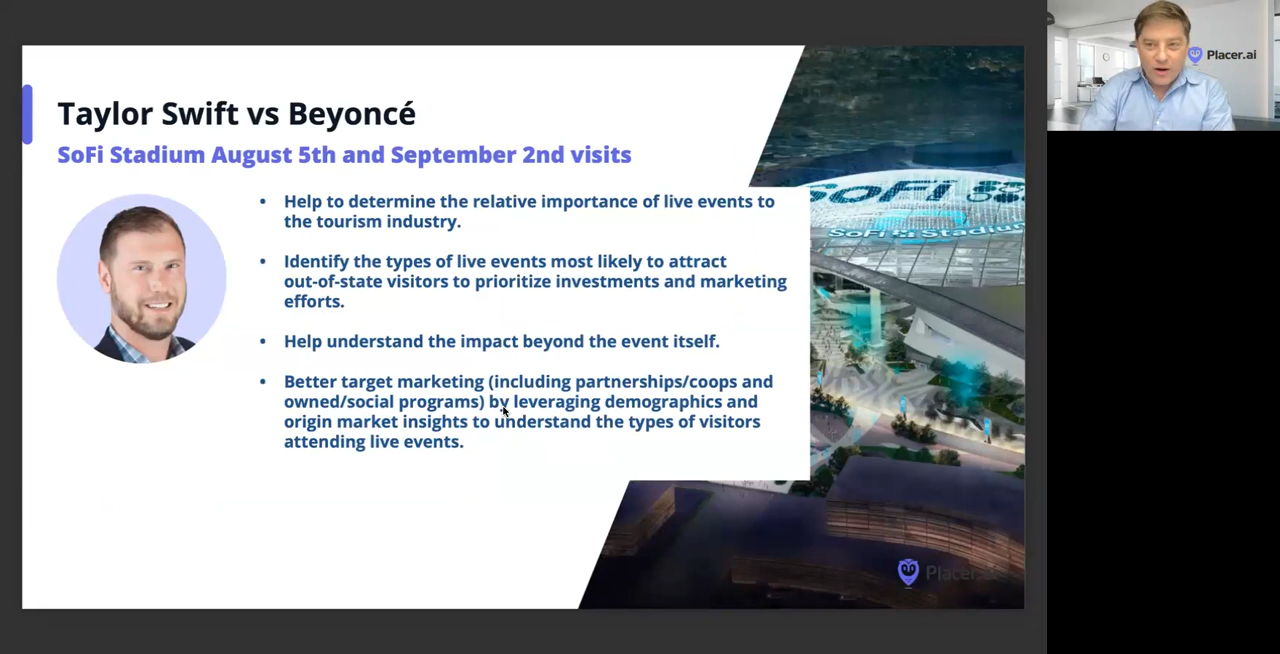 Taylor Swift vs Beyoncé
SoFi Stadium August 5th and September 2nd visits
• Help to determine the relative importance of live events to
the tourism industry.
• Identify the types of live events most likely to attract
out-of-state visitors to prioritize investments and marketing
efforts.
• Help understand the impact beyond the event itself.
• Better target marketing (including partnerships/coops and
owned/social programs) by leveraging demographics and
origin market insights to understand the types of visitors
attending live events.
SoFi
SoFi Stadium
Placer.ai
Placer.ai